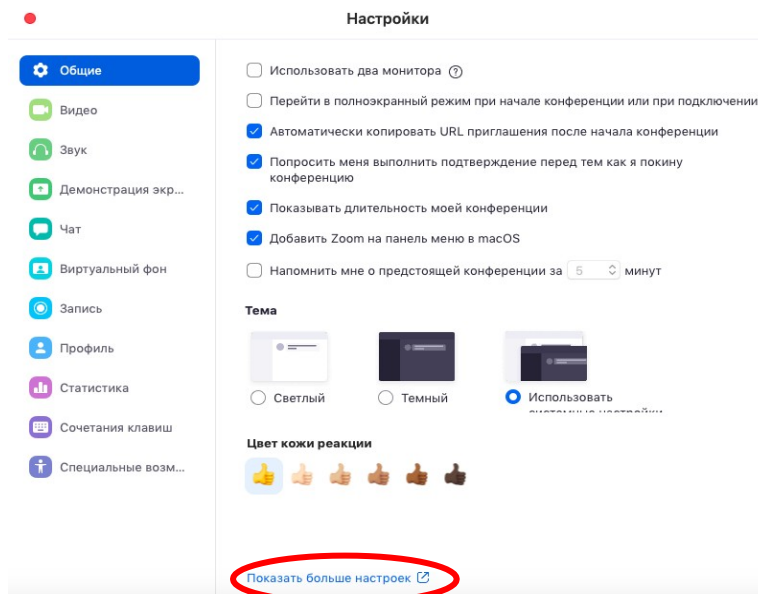 Настройки
Общие
Видео
Звук
Демонстрация экр...
Чат
Виртуальный фон
Запись
Профиль
Статистика
Сочетания клавиш
Специальные возм...
Использовать два монитора ?
Перейти в полноэкранный режим при начале конференции или при подключении
Автоматически копировать URL приглашения после начала конференции
Попросить меня выполнить подтверждение перед тем как я покину
конференцию
Показывать длительность моей конференции
Добавить Zoom на панель меню в macOS
Напомнить мне о предстоящей конференции за 5 минут
Тема
Светлый
Темный
Использовать
системные настройки
Цвет кожи реакции
Показать больше настроек